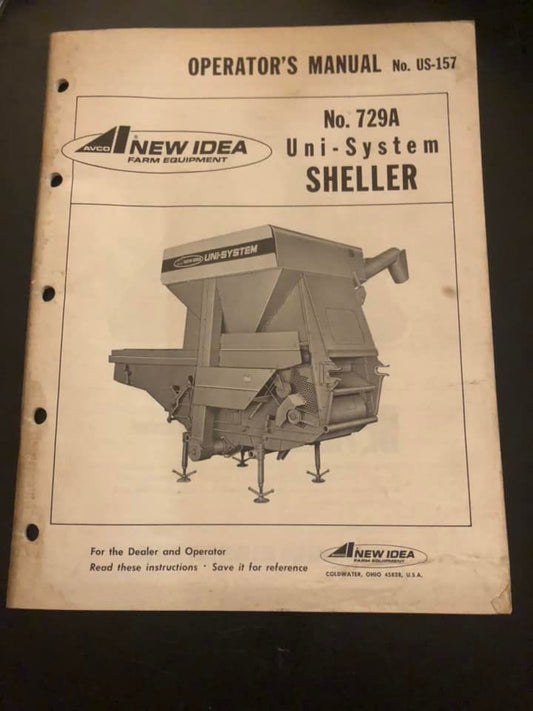 OPERATOR'S MANUAL No. US-157
AVCO NEW IDEA
FARM EQUIPMENT
No. 729A
Uni-System
SHELLER
NEW IDEA UNI-SYSTEM
For the Dealer and Operator
Read these instructions · Save it for reference
NEW IDEA
FARM EQUIPMENT
COLDWATER, OHIO 45828, U.S.A.